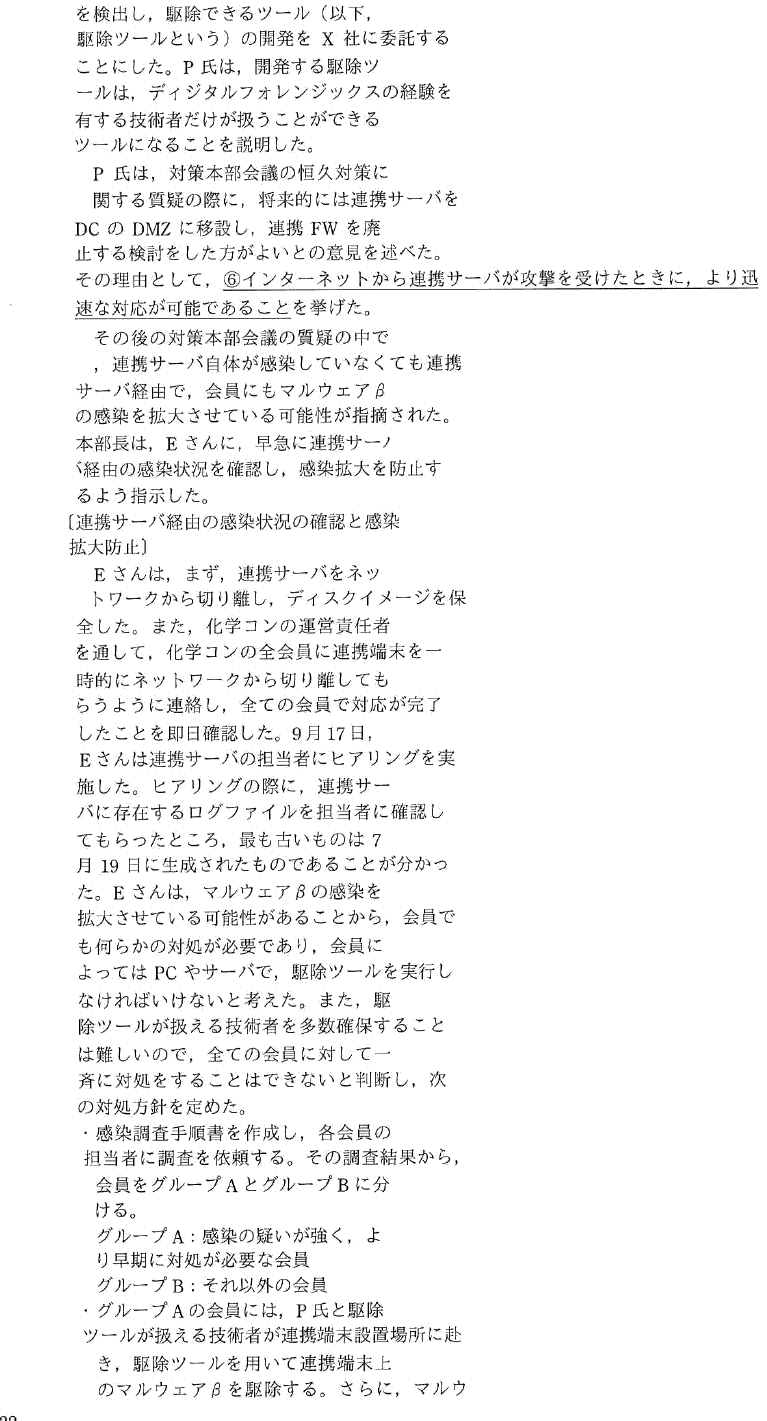 を検出し，駆除できるツール（以下，
駆除ツールという）の開発を X 社に委託する
ことにした。P 氏は，開発する駆除ツ
ールは，ディジタルフォレンジックスの経験を
有する技術者だけが扱うことができる
ツールになることを説明した。
P 氏は，対策本部会議の恒久対策に
関する質疑の際に，将来的には連携サーバを
DC の DMZ に移設し，連携 FW を廃
止する検討をした方がよいとの意見を述べた。
その理由として，⑥インターネットから連携サーバが攻撃を受けたときに，より迅
速な対応が可能であることを挙げた。
その後の対策本部会議の質疑の中で
，連携サーバ自体が感染していなくても連携
サーバ経由で，会員にもマルウェアβ
の感染を拡大させている可能性が指摘された。
本部長は，E さんに，早急に連携サーバ
経由の感染状況を確認し，感染拡大を防止す
るよう指示した。
〔連携サーバ経由の感染状況の確認と感染
拡大防止〕
E さんは，まず，連携サーバをネッ
トワークから切り離し，ディスクイメージを保
全した。また，化学コンの運営責任者
を通して，化学コンの全会員に連携端末を一
時的にネットワークから切り離しても
らうように連絡し，全ての会員で対応が完了
したことを即日確認した。9月17日，
Eさんは連携サーバの担当者にヒアリングを実
施した。ヒアリングの際に，連携サー
バに存在するログファイルを担当者に確認し
てもらったところ，最も古いものは 7
月 19 日に生成されたものであることが分かっ
た。E さんは，マルウェアβの感染を
拡大させている可能性があることから，会員で
も何らかの対処が必要であり，会員に
よっては PC やサーバで，駆除ツールを実行し
なければいけないと考えた。また，駆
除ツールが扱える技術者を多数確保すること
は難しいので，全ての会員に対して一
斉に対処をすることはできないと判断し，次
の対処方針を定めた。
・感染調査手順書を作成し，各会員の
担当者に調査を依頼する。その調査結果から，
会員をグループAとグループBに分
ける。
グループA：感染の疑いが強く，よ
り早期に対処が必要な会員
グループB：それ以外の会員
・グループAの会員には，P氏と駆除
ツールが扱える技術者が連携端末設置場所に赴
き，駆除ツールを用いて連携端末上
のマルウェアβを駆除する。さらに，マルウ